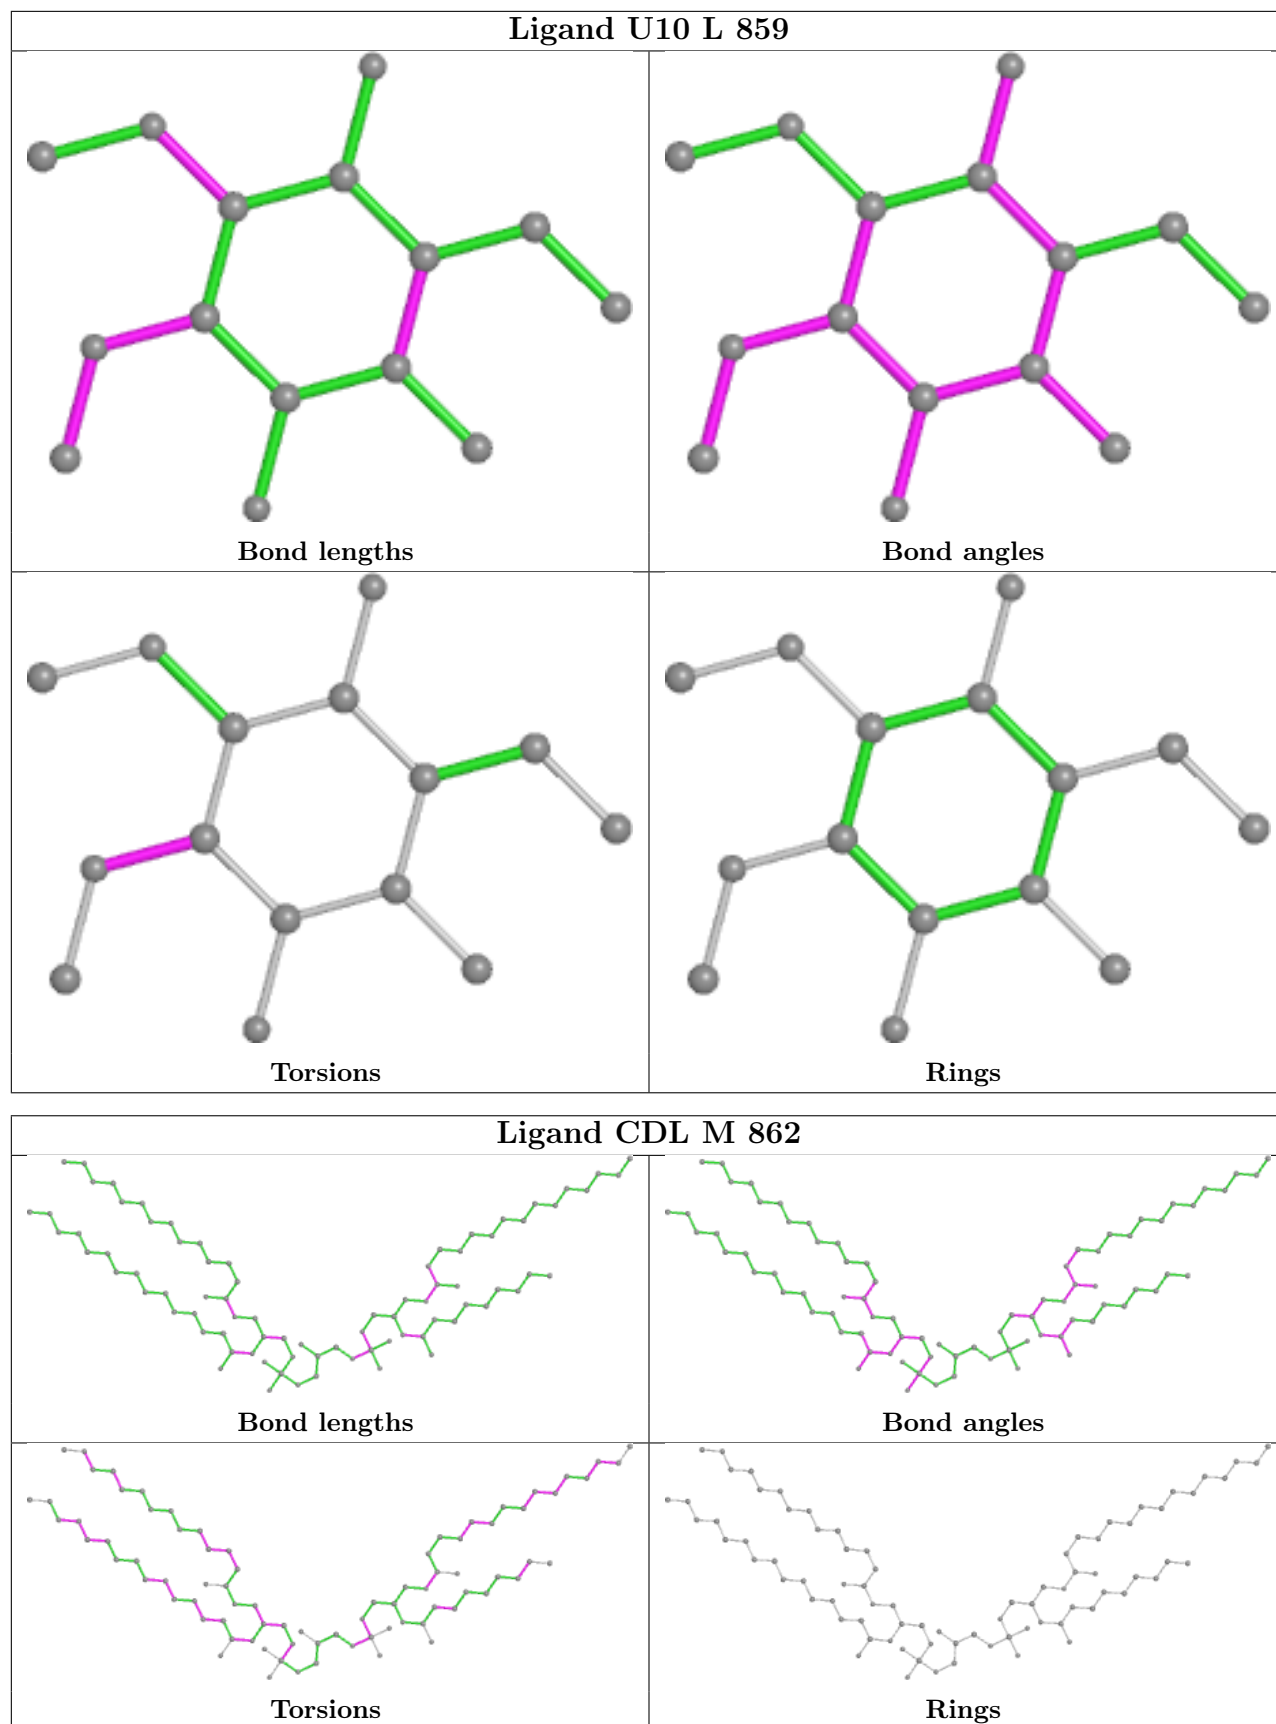 Ligand U10 L 859
Bond lengths
Bond angles
Torsions
Rings
Ligand CDL M 862
Bond lengths
Bond angles
Torsions
Rings